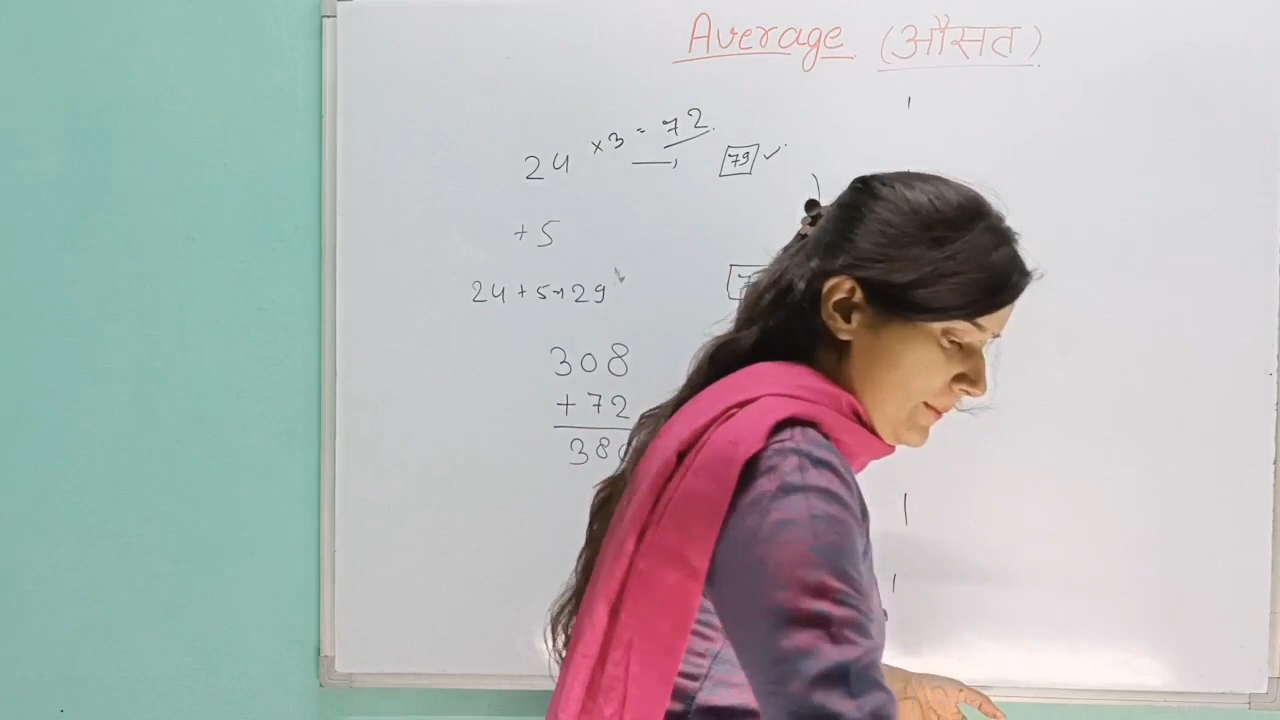 Average (औसत)
24 × 3 = 72
79 ✓
+ 5
24 + 5 → 29
308
+ 72
38